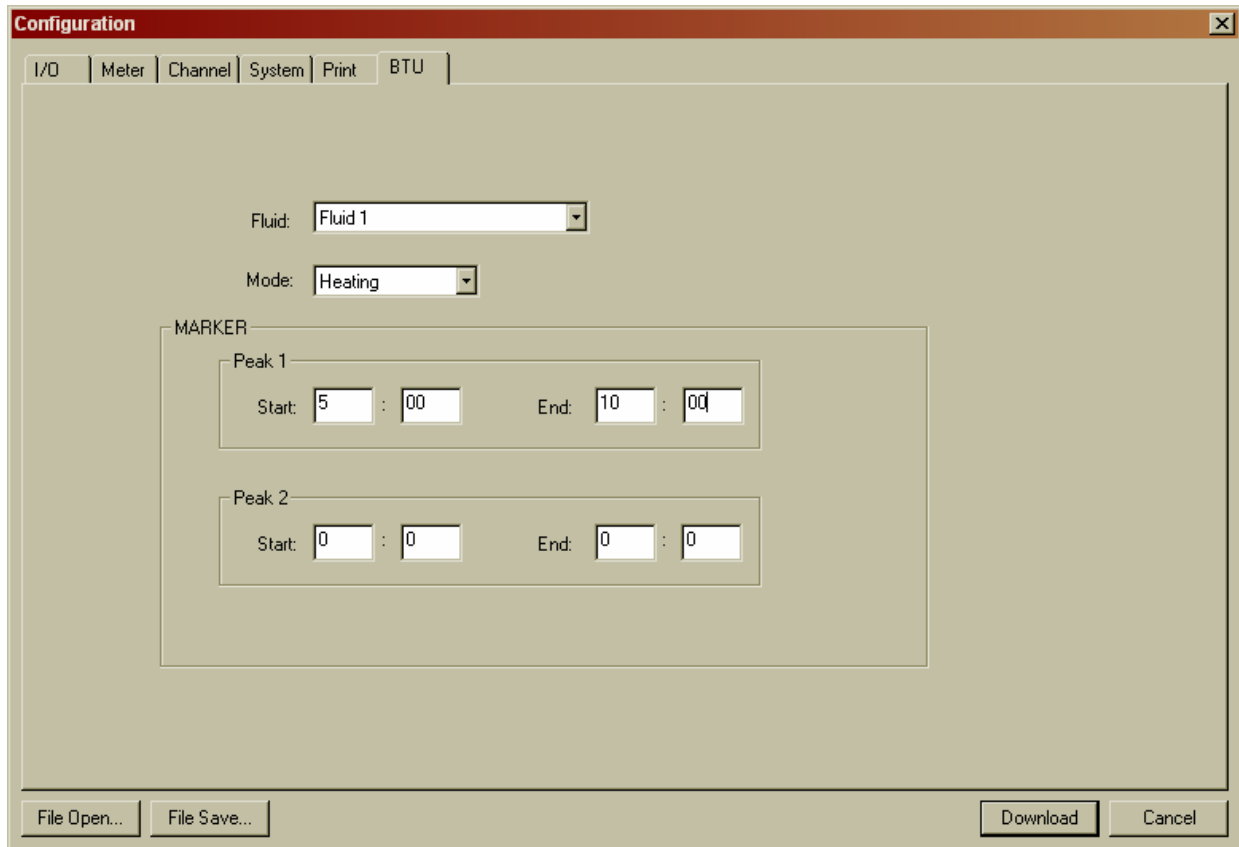 Configuration
I/O Meter Channel System Print BTU
Fluid: Fluid 1
Mode: Heating
MARKER
Peak 1
Start: 5 : 00 End: 10 : 00
Peak 2
Start: 0 : 0 End: 0 : 0
File Open... File Save... Download Cancel